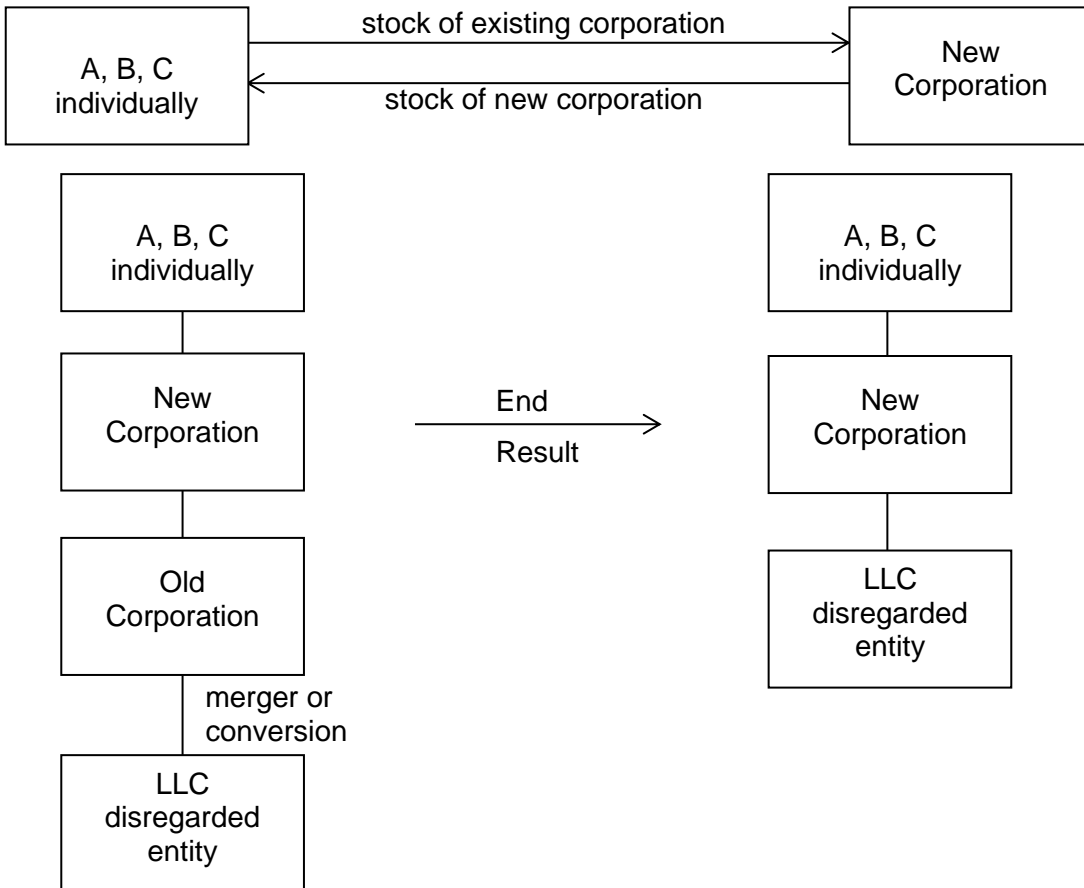 stock of existing corporation
A, B, C
individually
New
Corporation
stock of new corporation
A, B, C
individually
New
Corporation
Old
Corporation
merger or
conversion
LLC
disregarded
entity
End
Result
A, B, C
individually
New
Corporation
LLC
disregarded
entity